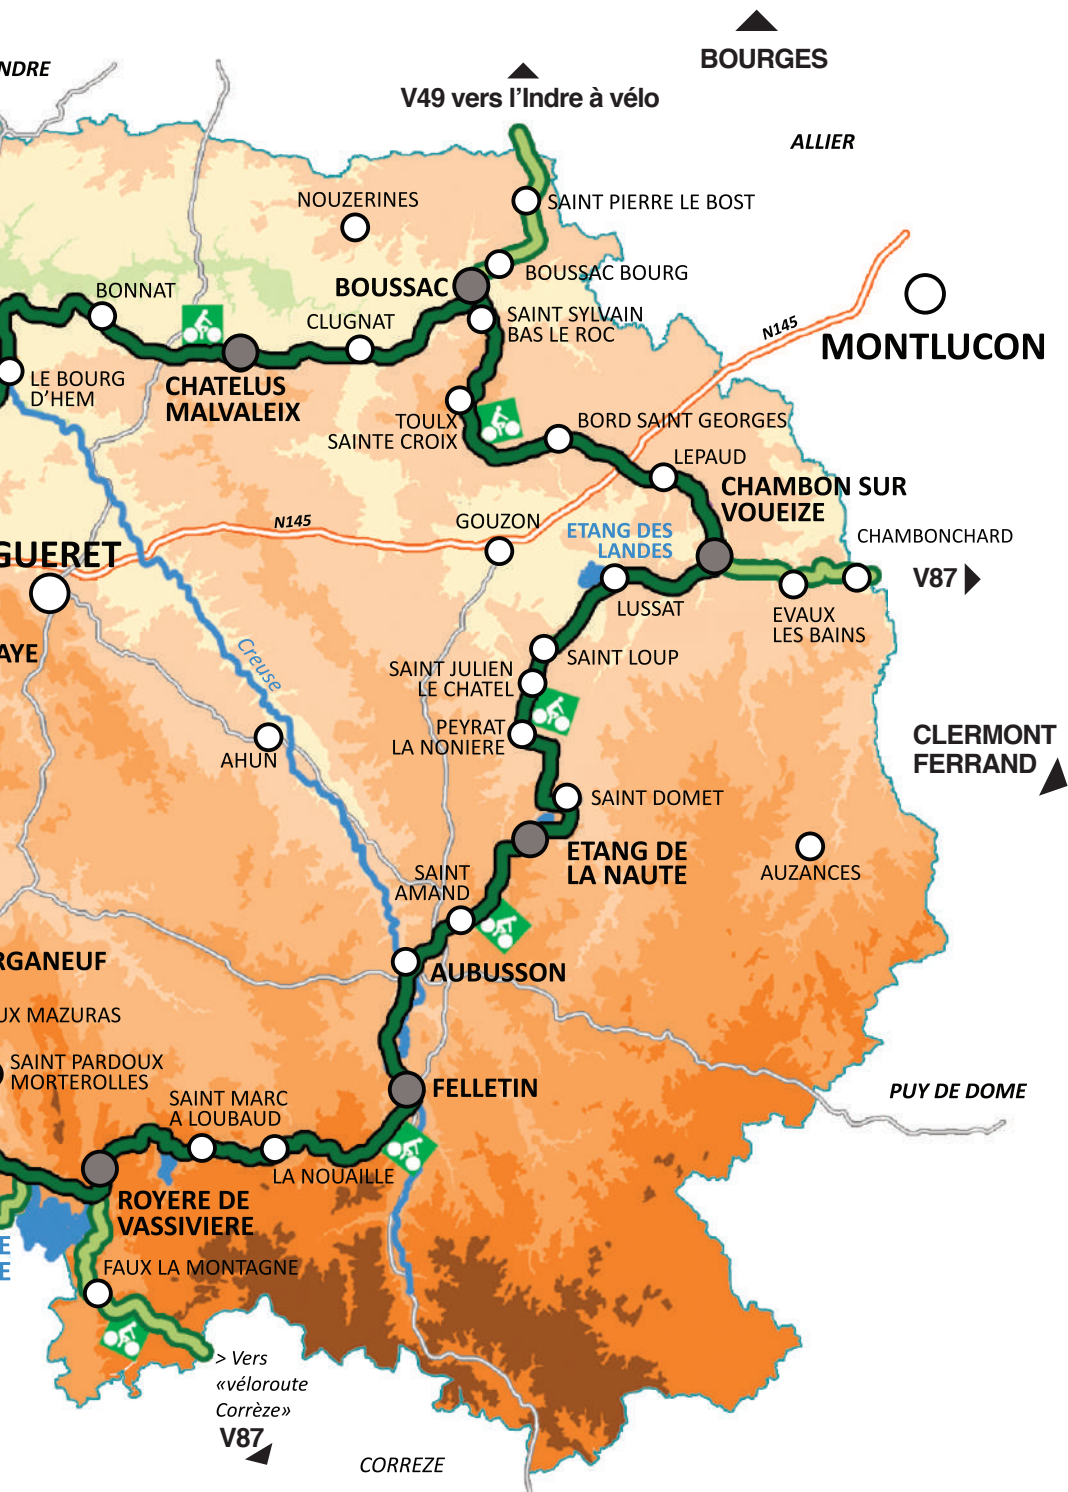 BOURGES
NDRE
V49 vers l'Indre à vélo
ALLIER
NOUZERINES
SAINT PIERRE LE BOST
BOUSSAC BOURG
BOUSSAC
BONNAT
CLUGNAT
SAINT SYLVAIN
BAS LE ROC
N145
MONTLUCON
LE BOURG
D'HEM
CHATELUS
MALVALEIX
TOULX
SAINTE CROIX
BORD SAINT GEORGES
LEPAUD
CHAMBON SUR
VOUEIZE
N145
GOUZON
ETANG DES
LANDES
CHAMBONCHARD
GUERET
V87
LUSSAT
EVAUX
LES BAINS
AYE
Creuse
SAINT LOUP
SAINT JULIEN
LE CHATEL
PEYRAT
LA NONIERE
AHUN
CLERMONT
FERRAND
SAINT DOMET
ETANG DE
LA NAUTE
AUZANCES
SAINT
AMAND
RGANEUF
AUBUSSON
UX MAZURAS
SAINT PARDOUX
MORTEROLLES
FELLETIN
PUY DE DOME
SAINT MARC
A LOUBAUD
LA NOUAILLE
ROYERE DE
VASSIVIERE
E
E
FAUX LA MONTAGNE
> Vers
«véloroute
Corrèze»
V87
CORREZE